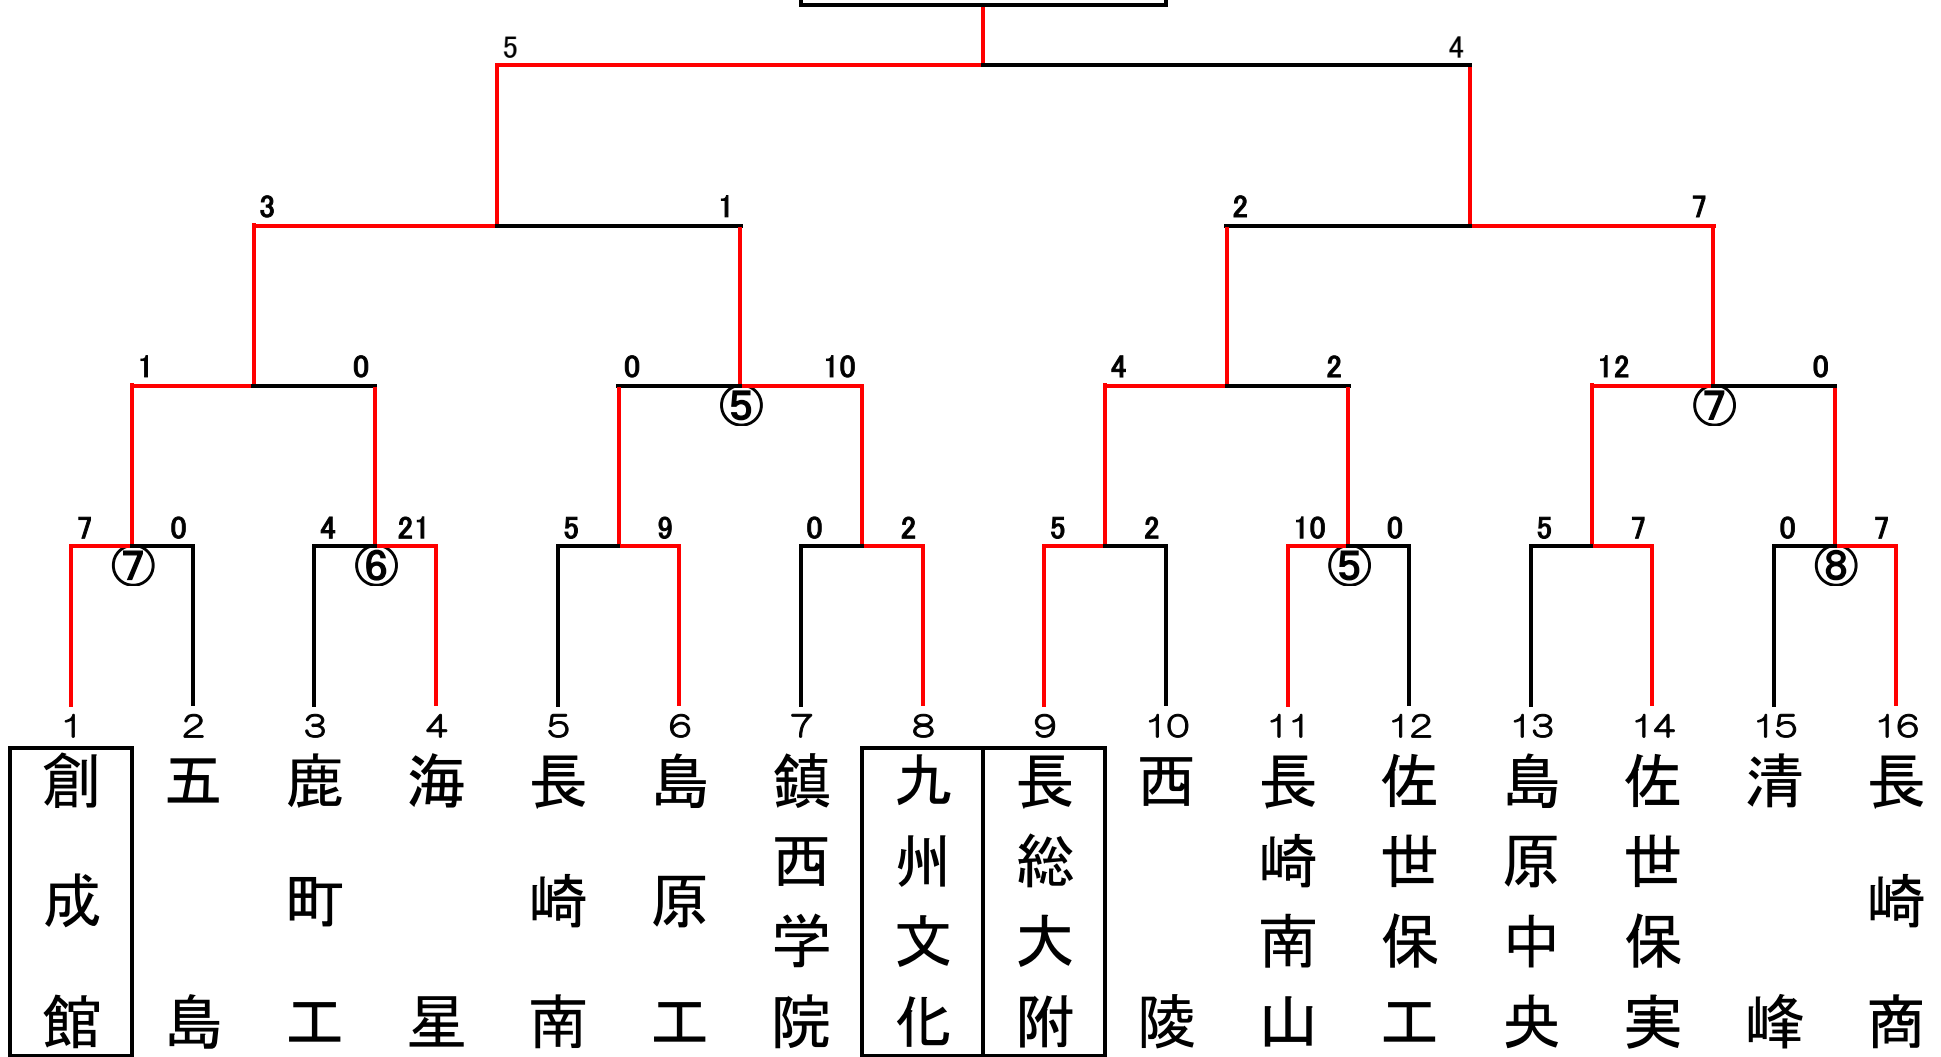 5 4
3 1 2 7
1 0 0 10 4 2 12 0
⑤ ⑦
7 0 4 21 5 9 0 2 5 2 10 0 5 7 0 7
⑦ ⑥ ⑤ ⑧
1 2 3 4 5 6 7 8 9 10 11 12 13 14 15 16
創成館
五島
鹿町工
海星
長崎南
島原工
鎮西学院
九州文化
長総大附
西陵
長崎南山
佐世保工
島原中央
佐世保実
清峰
長崎商